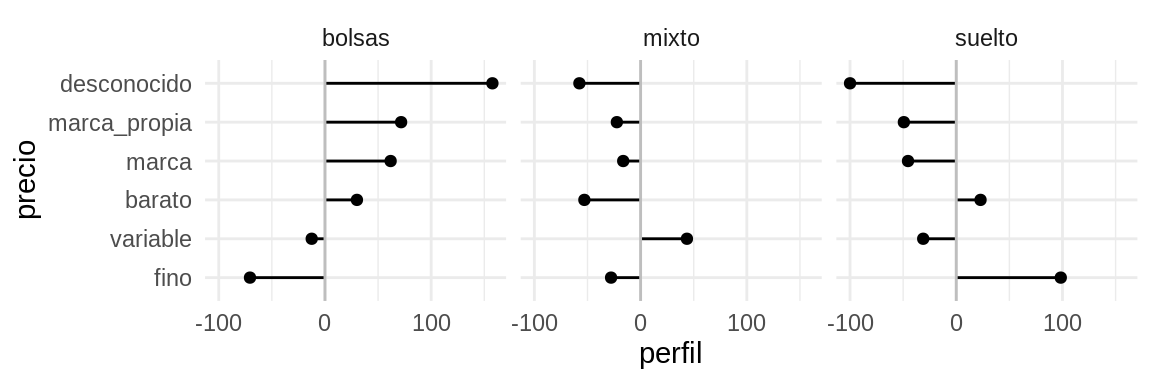 bolsas mixto suelto
precio
desconocido
marca_propia
marca
barato
variable
fino
-100 0 100 -100 0 100 -100 0 100
perfil